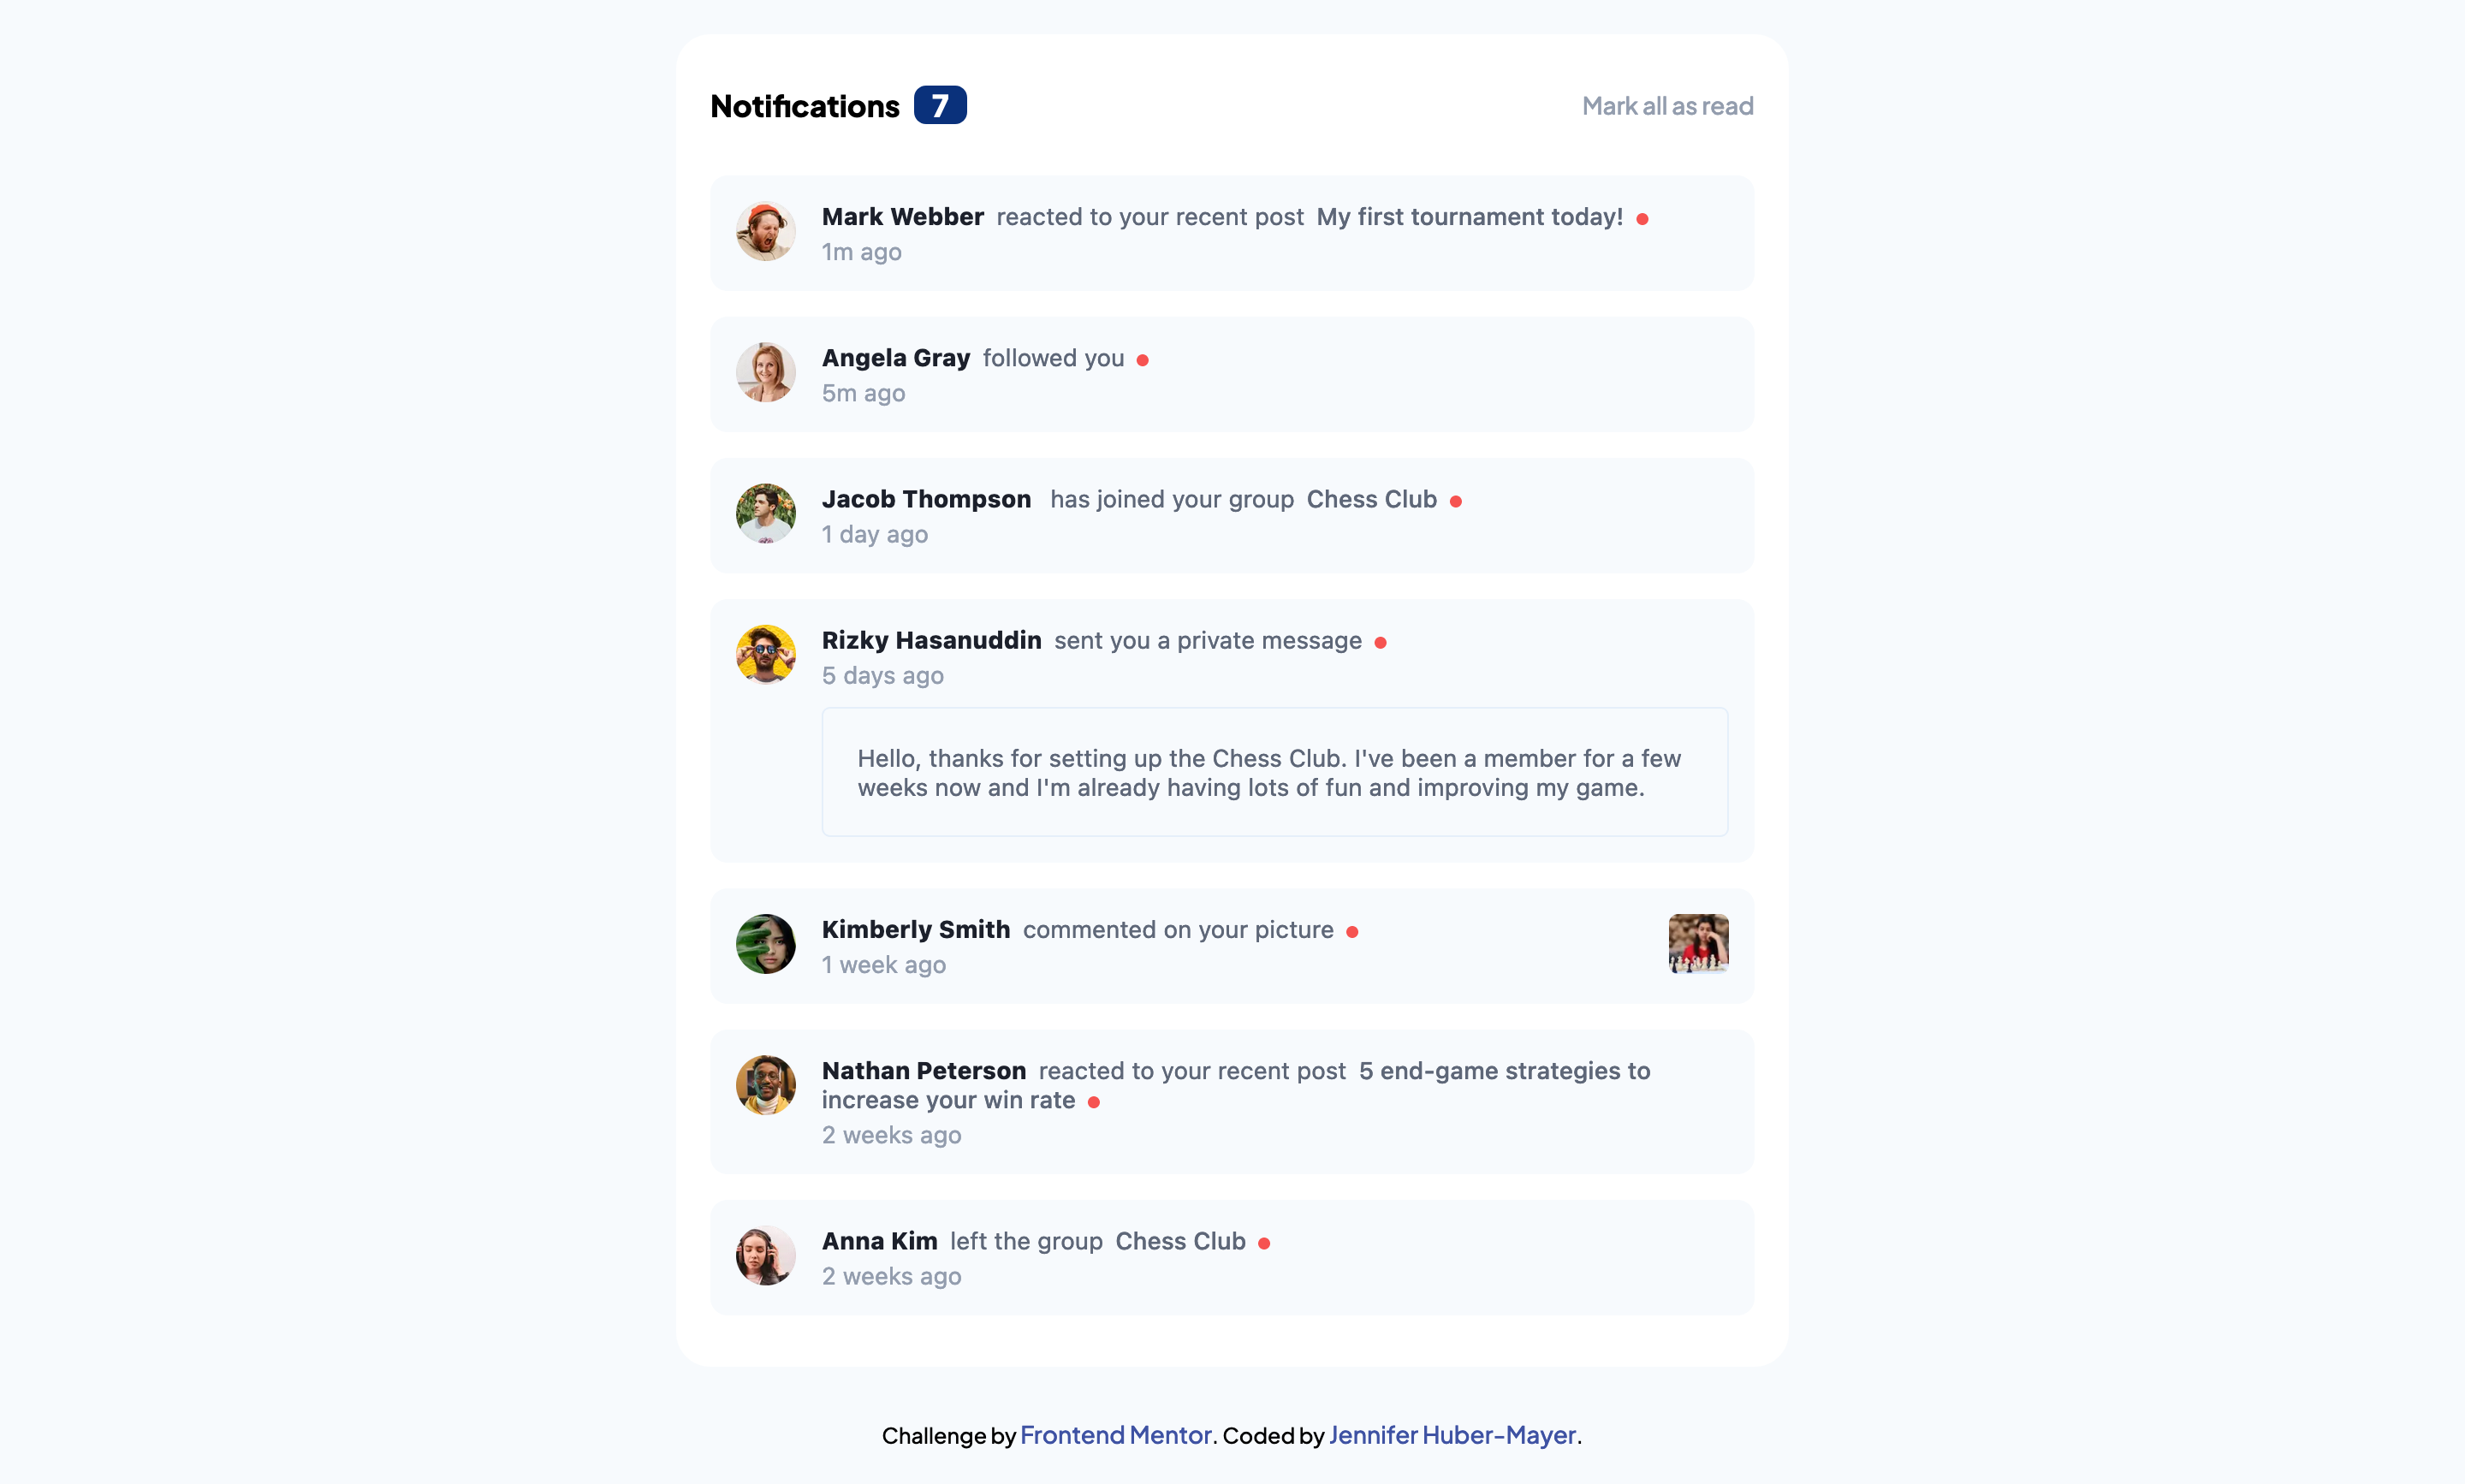 Notifications 7 Mark all as read
Mark Webber reacted to your recent post My first tournament today!
1m ago
Angela Gray followed you
5m ago
Jacob Thompson has joined your group Chess Club
1 day ago
Rizky Hasanuddin sent you a private message
5 days ago
Hello, thanks for setting up the Chess Club. I've been a member for a few
weeks now and I'm already having lots of fun and improving my game.
Kimberly Smith commented on your picture
1 week ago
Nathan Peterson reacted to your recent post 5 end-game strategies to
increase your win rate
2 weeks ago
Anna Kim left the group Chess Club
2 weeks ago
Challenge by Frontend Mentor. Coded by Jennifer Huber-Mayer.